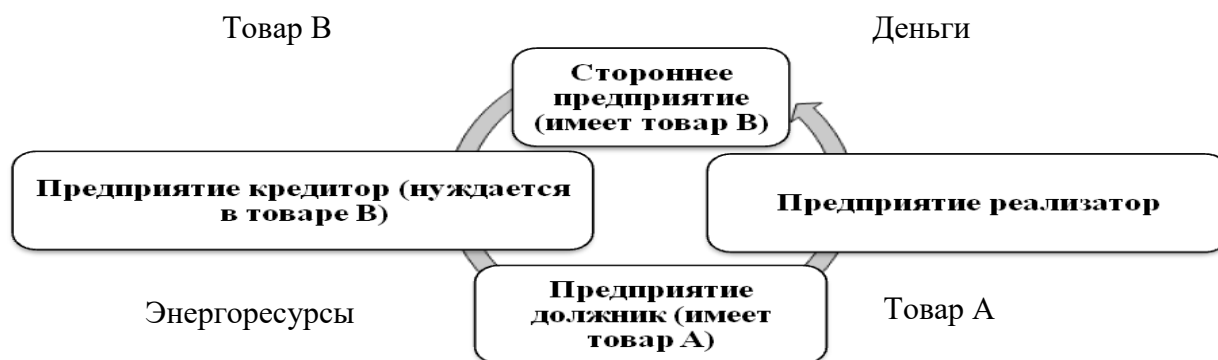 Товар В
Деньги
Стороннее
предприятие
(имеет товар В)
Предприятие кредитор (нуждается
в товаре В)
Предприятие реализатор
Энергоресурсы
Предприятие
должник (имеет
товар А)
Товар А